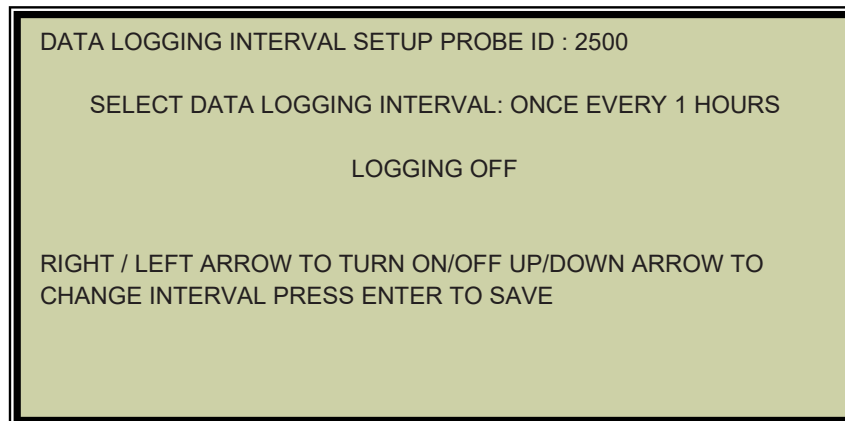 DATA LOGGING INTERVAL SETUP PROBE ID : 2500
SELECT DATA LOGGING INTERVAL: ONCE EVERY 1 HOURS
LOGGING OFF
RIGHT / LEFT ARROW TO TURN ON/OFF UP/DOWN ARROW TO
CHANGE INTERVAL PRESS ENTER TO SAVE